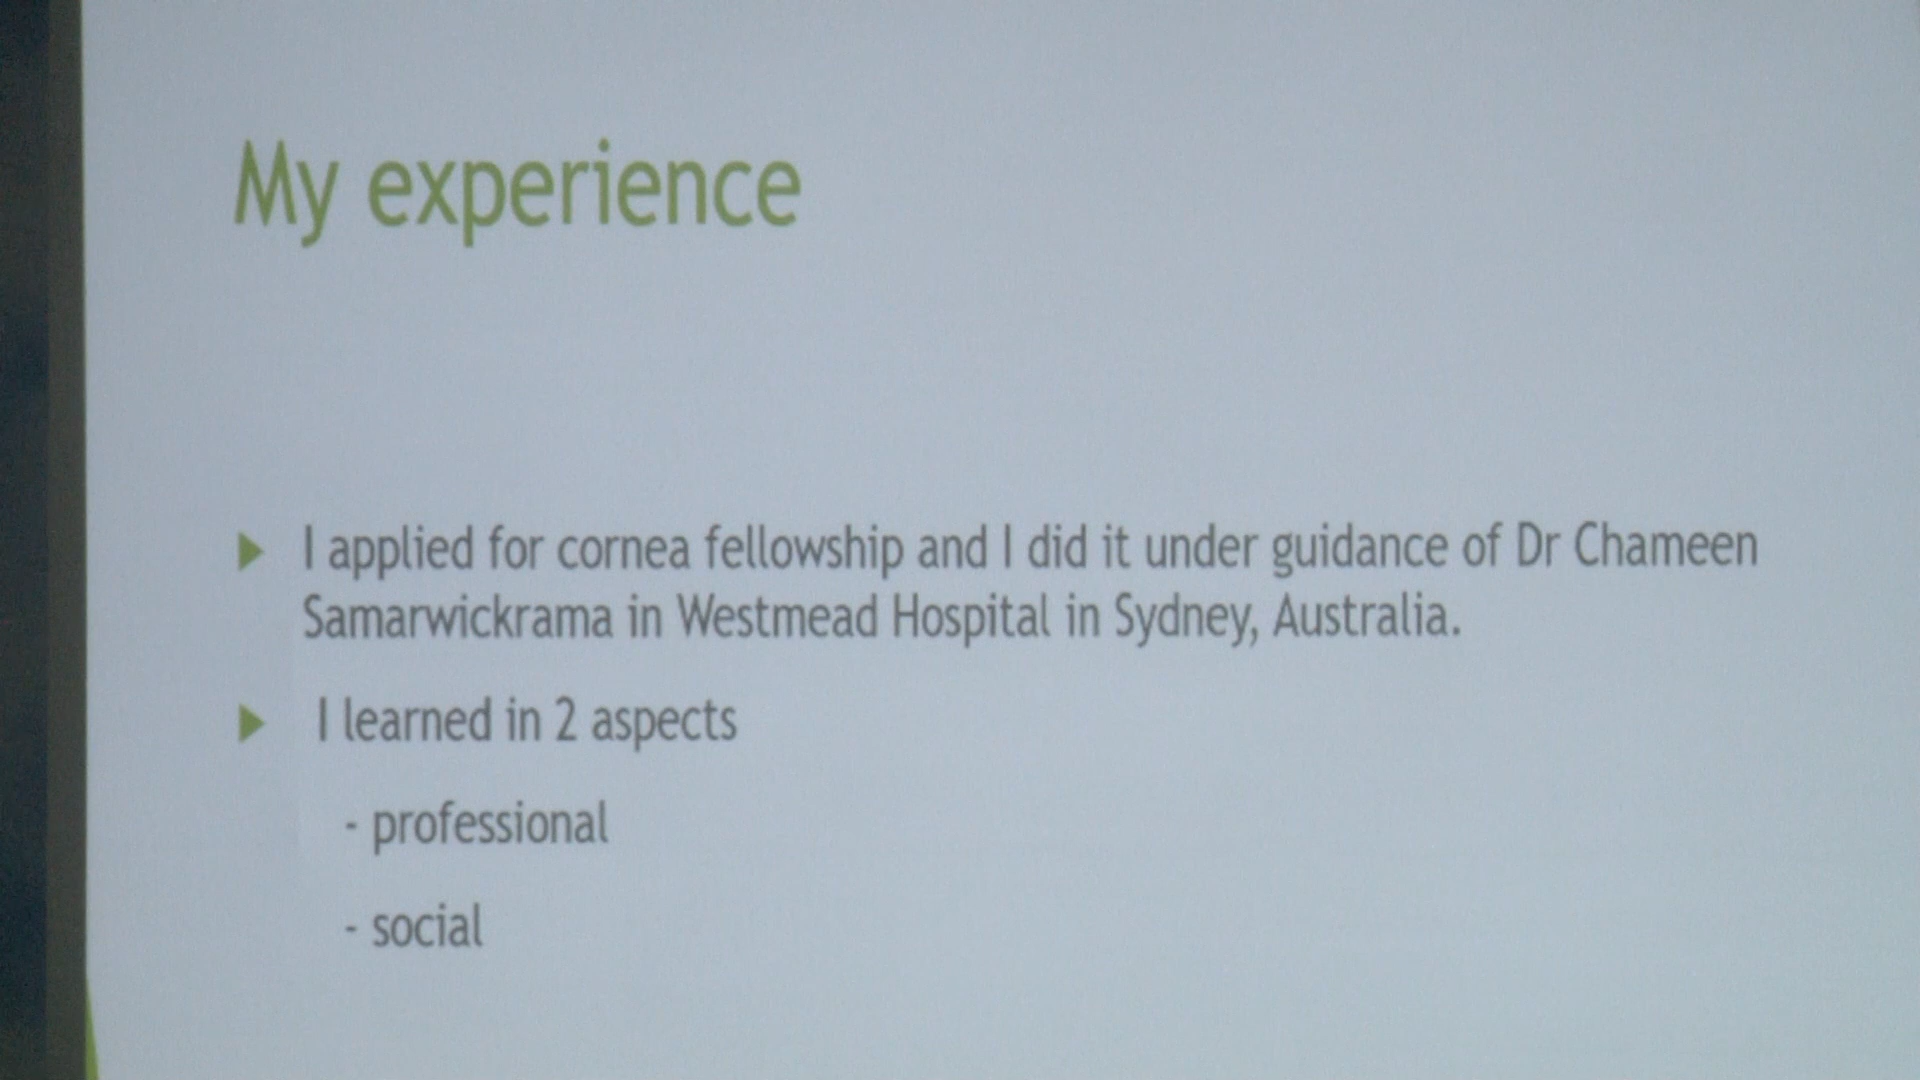 My experience
I applied for cornea fellowship and I did it under guidance of Dr Chameen
Samarwickrama in Westmead Hospital in Sydney, Australia.
I learned in 2 aspects
- professional
- social